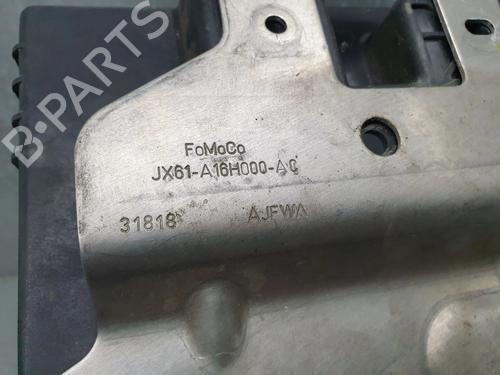 FoMoCo
JX61-A16H000-AC
31818 AJFWA
B-PARTS